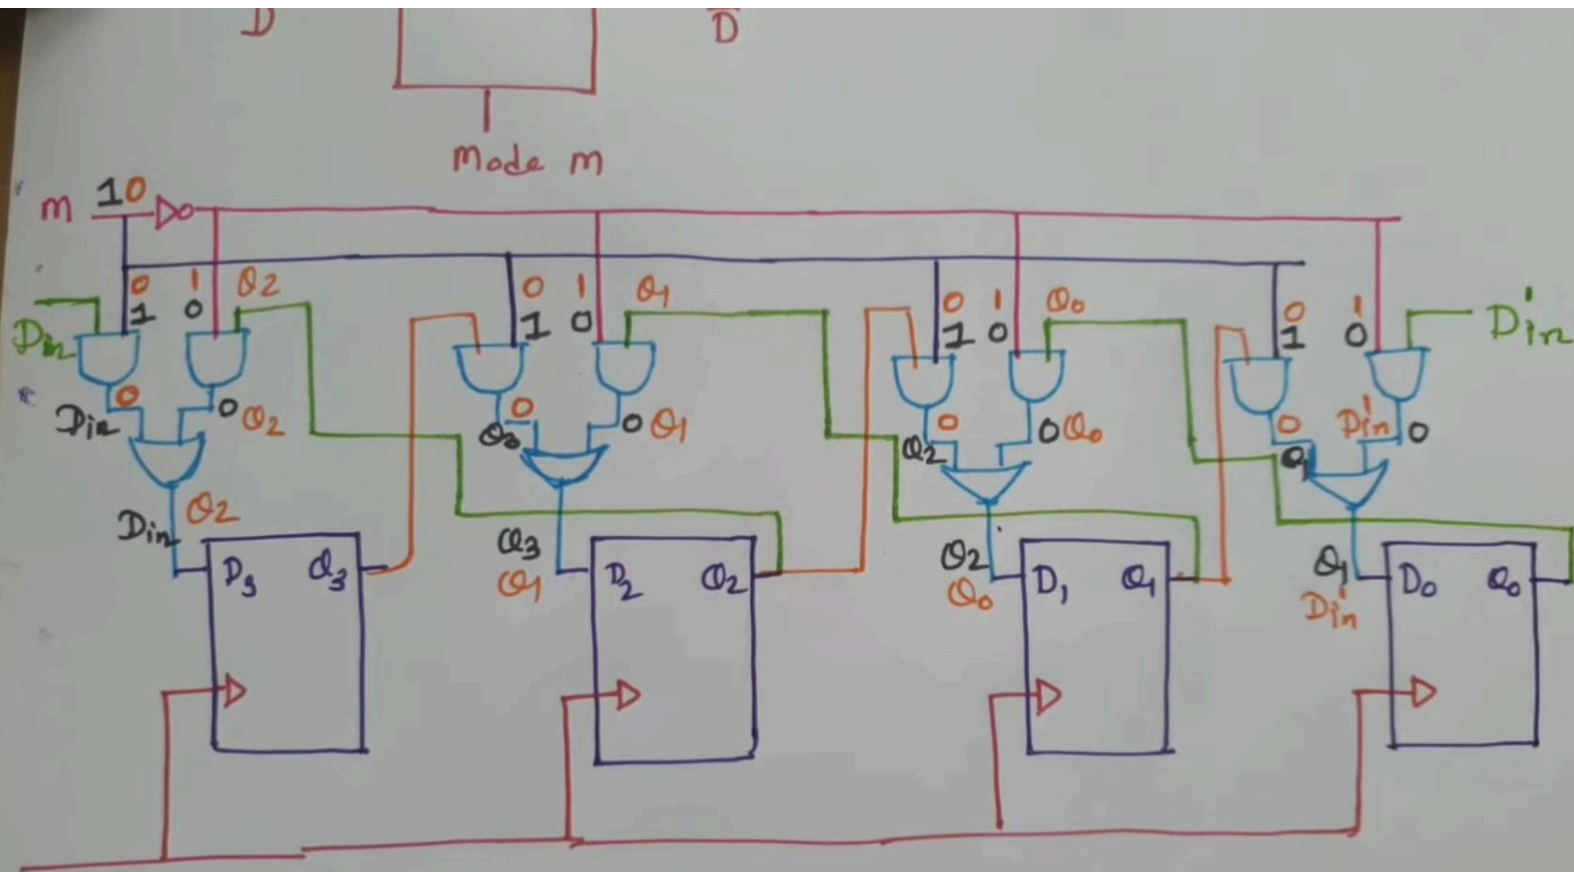 D D̅
Mode m
m 1 0
0 1 Q2 0 1 Q1 0 1 Q0 0 1
Din 1 0 1 0 1 0 1 0 D'in
0 0 Q2 0 0 Q1 0 0 Q0 0 D'in 0
Din Q3 Q2 Q1
Din Q2 Q3 Q1 Q2 Q0 Q1 D'in
D3 Q3 D2 Q2 D1 Q1 D0 Q0